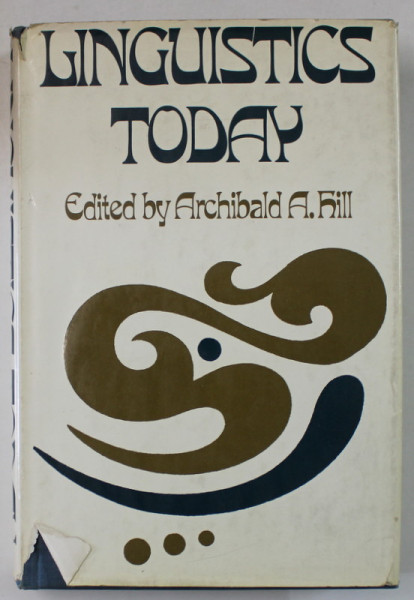 LINGUISTICS
TODAY
Edited by Archibald A. Hill